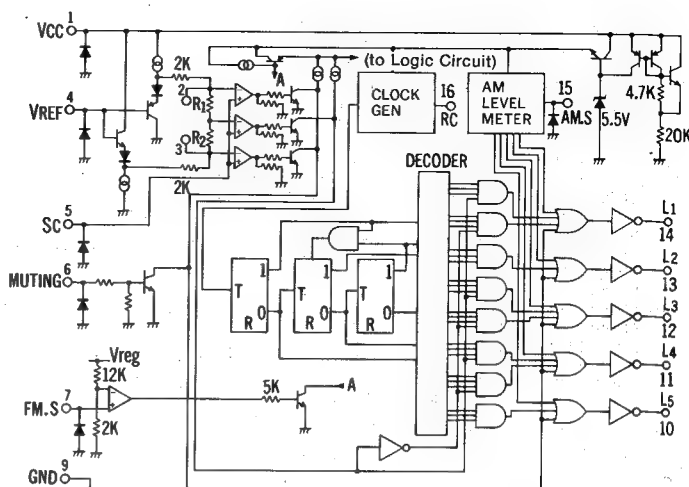 1
VCC
2K
(to Logic Circuit)
A
4
VREF
2
R1
R2
3
2K
CLOCK
GEN
16
RC
AM
LEVEL
METER
15
AM.S
5.5V
4.7K
20K
DECODER
5
SC
6
MUTING
T
1
0
R
T
1
0
R
T
1
0
R
L1
14
L2
13
L3
12
L4
11
L5
10
Vreg
12K
7
FM.S
2K
5K
A
9
GND